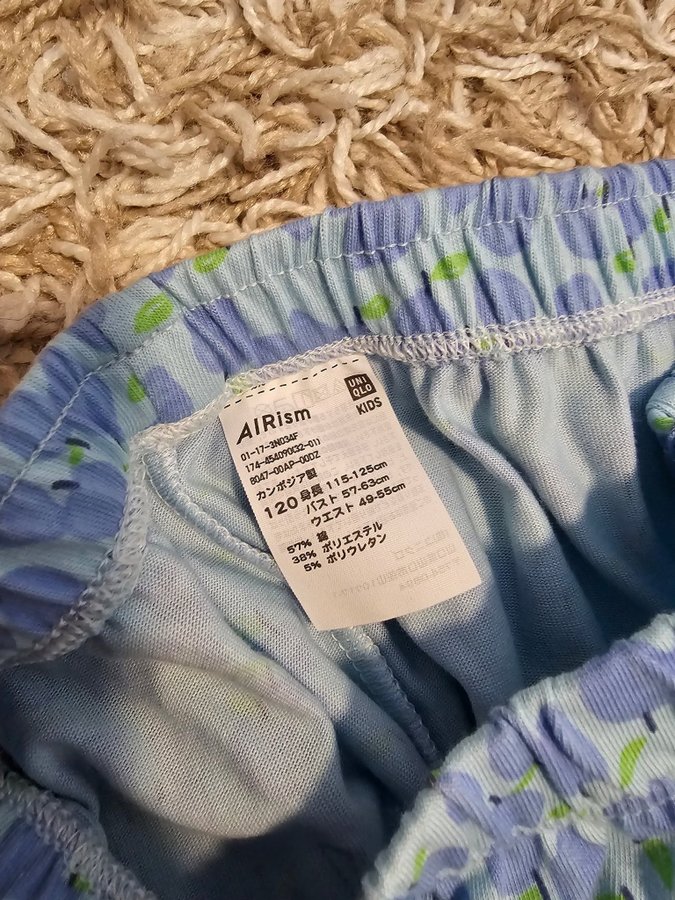 UNI
QLO
KIDS
AIRism
01-17-3N034F
174-454090(32-01)
8047-00AP-00DZ
カンボジア製
120 身長 115-125cm
バスト 57-63cm
ウエスト 49-55cm
57% 綿
38% ポリエステル
5% ポリウレタン